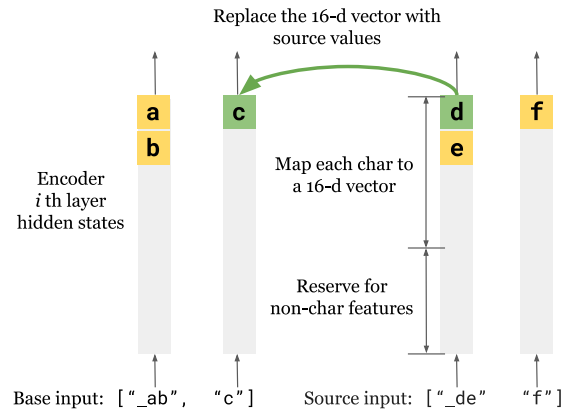 Replace the 16-d vector with
source values
a
b
c
d
e
f
Encoder
i th layer
hidden states
Map each char to
a 16-d vector
Reserve for
non-char features
Base input: [“_ab”, “c”]
Source input: [“_de” “f”]